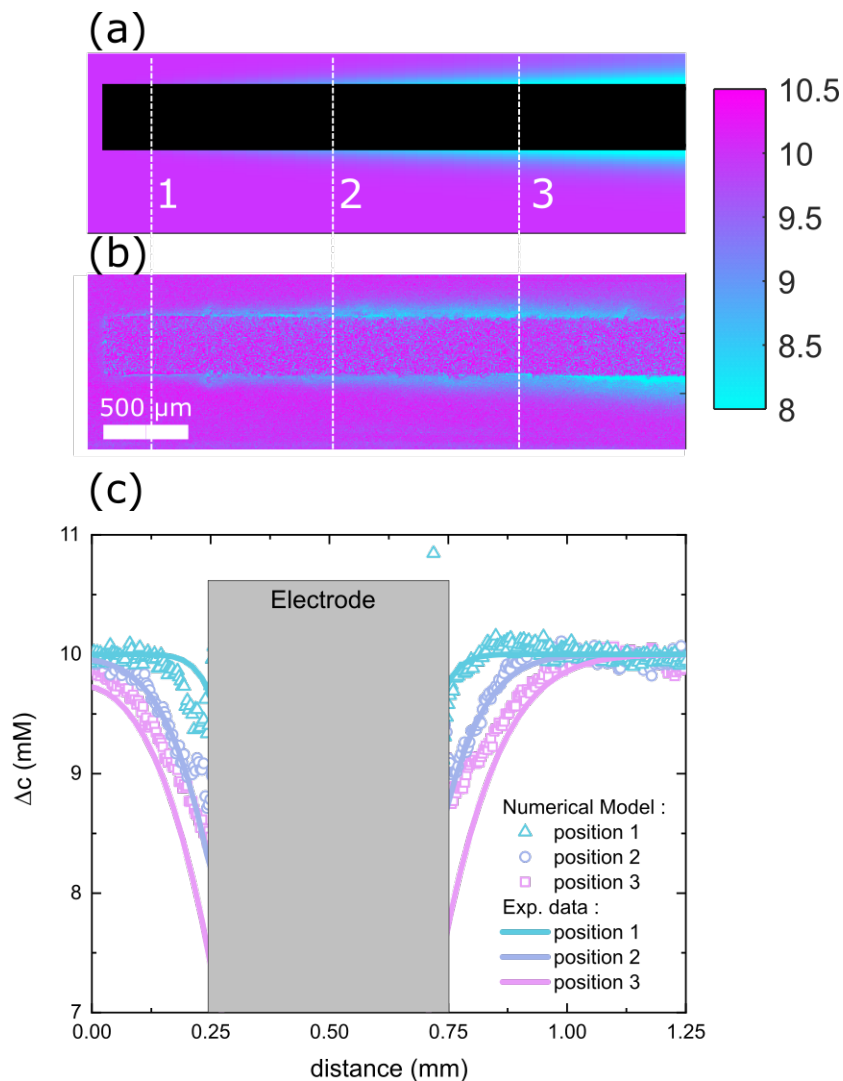 (a)
1 2 3
(b)
500 µm
10.5
10
9.5
9
8.5
8
(c)
11
10
9
8
7
Δc (mM)
Electrode
Numerical Model :
position 1
position 2
position 3
Exp. data :
position 1
position 2
position 3
0.00 0.25 0.50 0.75 1.00 1.25
distance (mm)